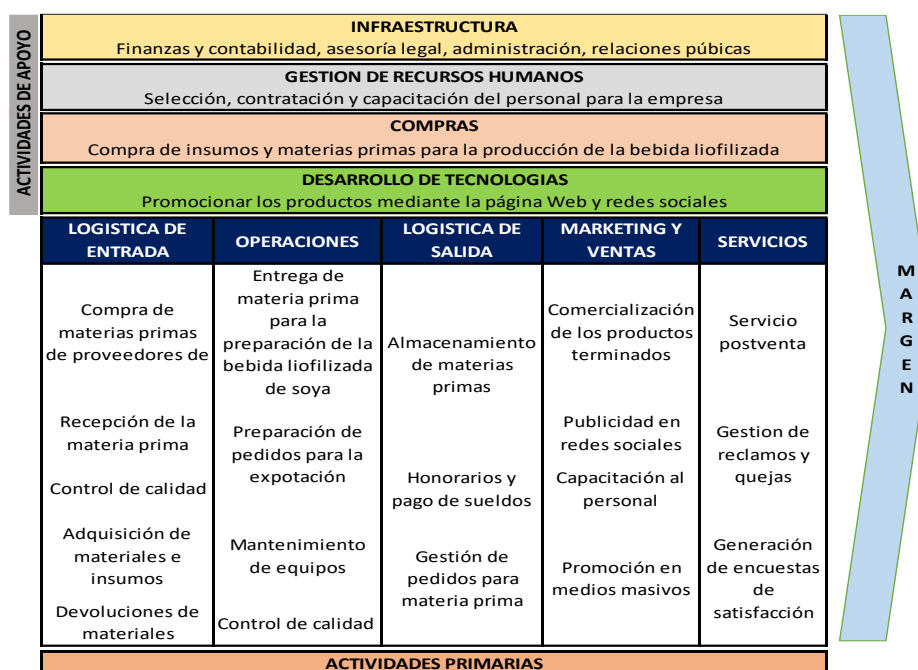 ACTIVIDADES DE APOYO
INFRAESTRUCTURA
Finanzas y contabilidad, asesoría legal, administración, relaciones púbicas
GESTION DE RECURSOS HUMANOS
Selección, contratación y capacitación del personal para la empresa
COMPRAS
Compra de insumos y materias primas para la producción de la bebida liofilizada
DESARROLLO DE TECNOLOGIAS
Promocionar los productos mediante la página Web y redes sociales
LOGISTICA DE
ENTRADA
OPERACIONES
LOGISTICA DE
SALIDA
MARKETING Y
VENTAS
SERVICIOS
Compra de
materias primas
de proveedores de
Entrega de
materia prima
para la
preparación de la
bebida liofilizada
de soya
Almacenamiento
de materias
primas
Comercialización
de los productos
terminados
Servicio
postventa
Recepción de la
materia prima
Control de calidad
Preparación de
pedidos para la
expotación
Honorarios y
pago de sueldos
Publicidad en
redes sociales
Capacitación al
personal
Gestion de
reclamos y
quejas
Adquisición de
materiales e
insumos
Devoluciones de
materiales
Mantenimiento
de equipos
Control de calidad
Gestión de
pedidos para
materia prima
Promoción en
medios masivos
Generación
de encuestas
de
satisfacción
ACTIVIDADES PRIMARIAS
M
A
R
G
E
N